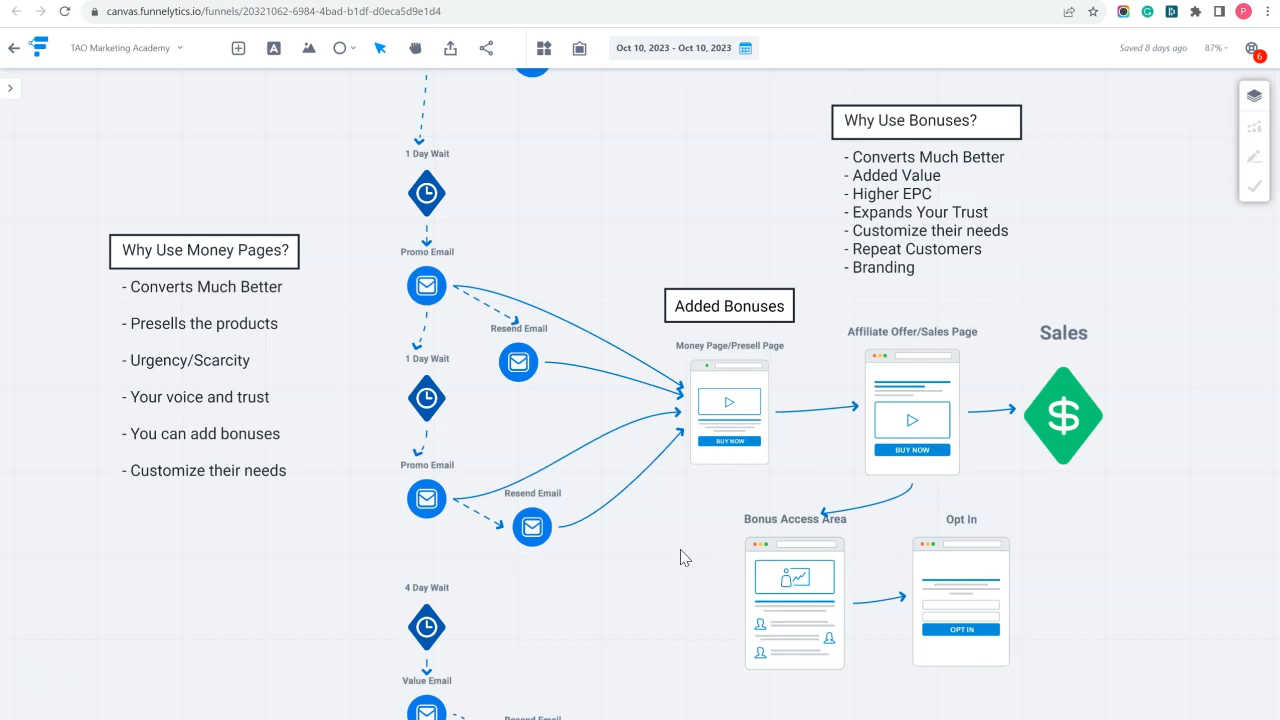 canvas.funnelytics.io/funnels/20321062-6984-4bad-b1df-d0eca5d9e1d4
P
TAO Marketing Academy
A
Oct 10, 2023 - Oct 10, 2023
Saved 8 days ago
87%
6
1 Day Wait
Promo Email
Resend Email
1 Day Wait
Promo Email
Resend Email
4 Day Wait
Value Email
Resend Email
Why Use Money Pages?
- Converts Much Better
- Presells the products
- Urgency/Scarcity
- Your voice and trust
- You can add bonuses
- Customize their needs
Why Use Bonuses?
- Converts Much Better
- Added Value
- Higher EPC
- Expands Your Trust
- Customize their needs
- Repeat Customers
- Branding
Added Bonuses
Money Page/Presell Page
BUY NOW
Affiliate Offer/Sales Page
BUY NOW
Sales
$
Bonus Access Area
Opt In
OPT IN